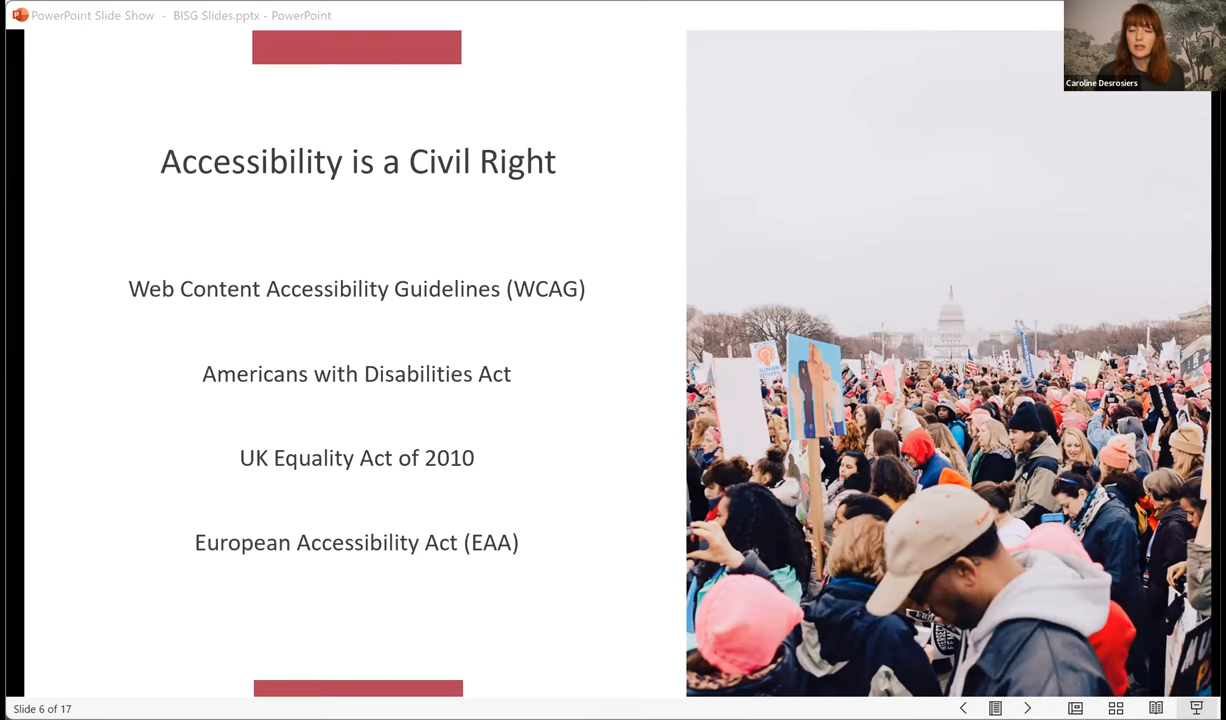 PowerPoint Slide Show - BISG Slides.pptx - PowerPoint
Caroline Desrosiers
Accessibility is a Civil Right
Web Content Accessibility Guidelines (WCAG)
Americans with Disabilities Act
UK Equality Act of 2010
European Accessibility Act (EAA)
Slide 6 of 17